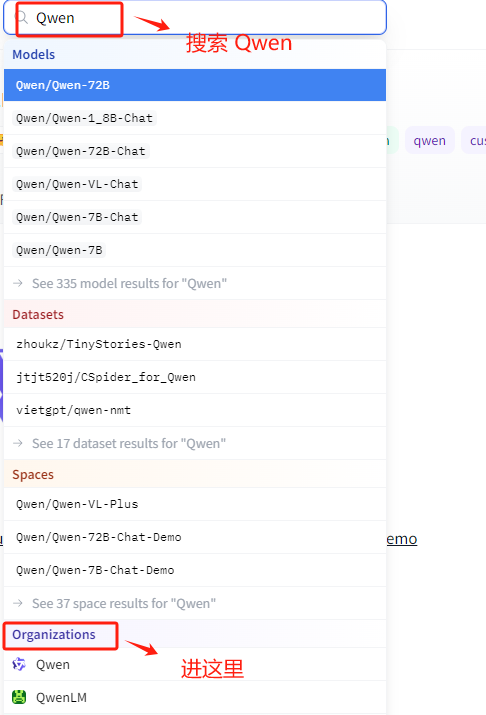 Qwen
搜索 Qwen
Models
Qwen/Qwen-72B
Qwen/Qwen-1_8B-Chat
Qwen/Qwen-72B-Chat
qwen
Qwen/Qwen-VL-Chat
Qwen/Qwen-7B-Chat
Qwen/Qwen-7B
→ See 335 model results for "Qwen"
Datasets
zhoukz/TinyStories-Qwen
jtjt520j/CSpider_for_Qwen
vietgpt/qwen-nmt
→ See 17 dataset results for "Qwen"
Spaces
Qwen/Qwen-VL-Plus
Qwen/Qwen-72B-Chat-Demo
emo
Qwen/Qwen-7B-Chat-Demo
→ See 37 space results for "Qwen"
Organizations
Qwen
进这里
QwenLM